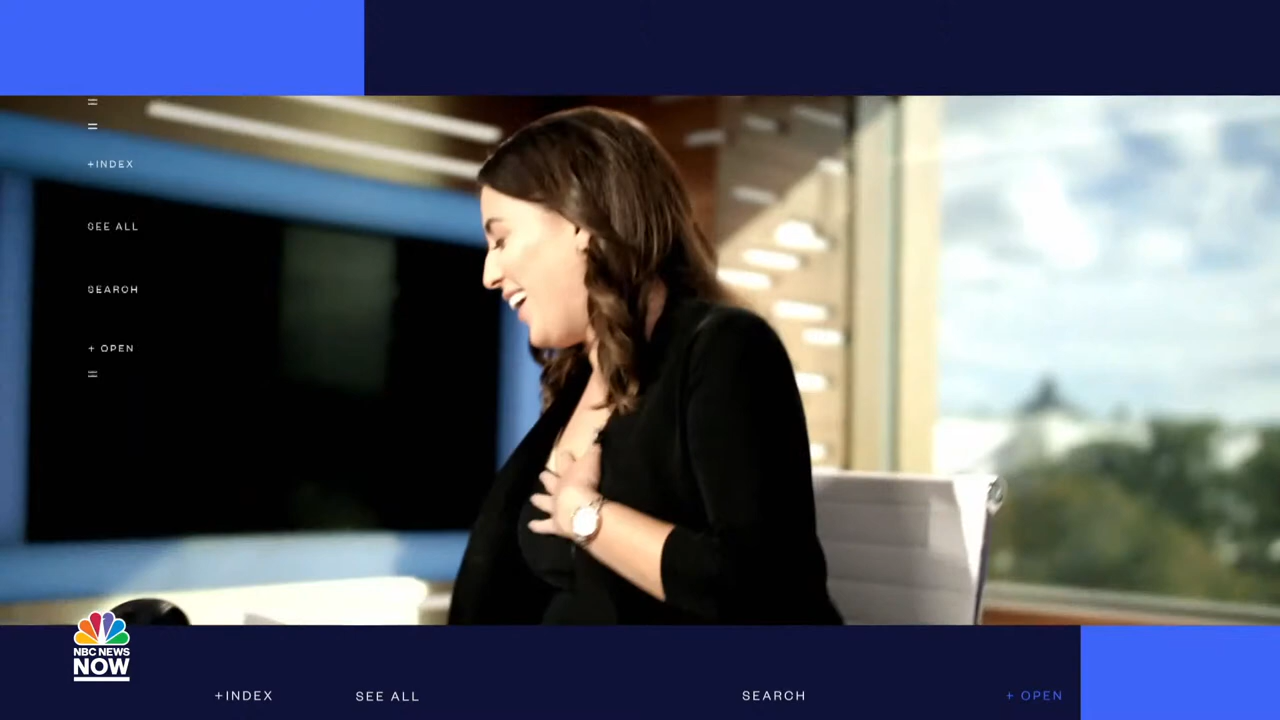 +INDEX
SEE ALL
SEARCH
+ OPEN
NBC NEWS
NOW
+INDEX
SEE ALL
SEARCH
+ OPEN